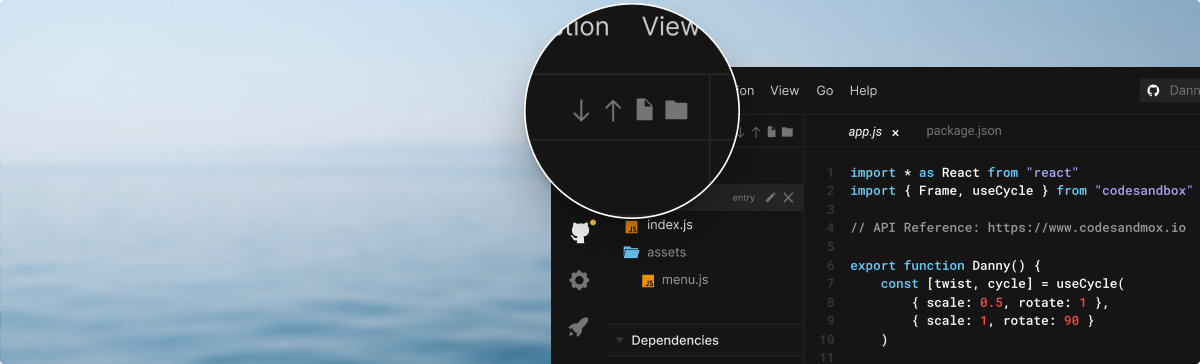 View
View Go Help
app.js × package.json
entry
index.js
assets
menu.js
Dependencies
1 import * as React from "react"
2 import { Frame, useCycle } from "codesandbox"
3
4 // API Reference: https://www.codesandmox.io
5
6 export function Danny() {
7 const [twist, cycle] = useCycle(
8 { scale: 0.5, rotate: 1 },
9 { scale: 1, rotate: 90 }
10 )
11